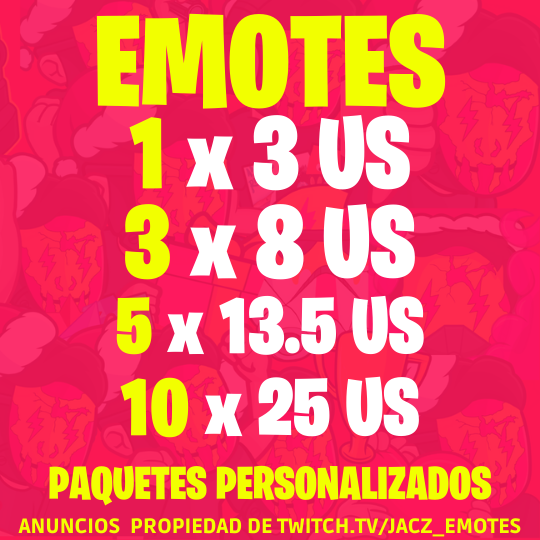 EMOTES
1 x 3 US
3 x 8 US
5 x 13.5 US
10 x 25 US
PAQUETES PERSONALIZADOS
ANUNCIOS PROPIEDAD DE TWITCH.TV/JACZ_EMOTES